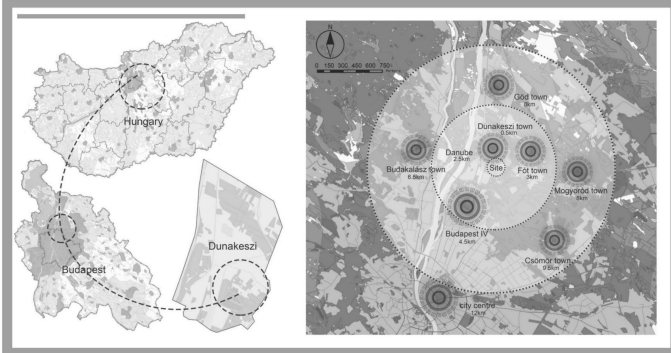 Hungary
Budapest
Dunakeszi
0 150 300 450 600 750
Göd town
8km
Dunakeszi town
0.5km
Danube
2.5km
Site
Budakalász town
6.5km
Fót town
3km
Mogyoród town
8km
Budapest IV
4.5km
Csömör town
9.5km
city centre
12km